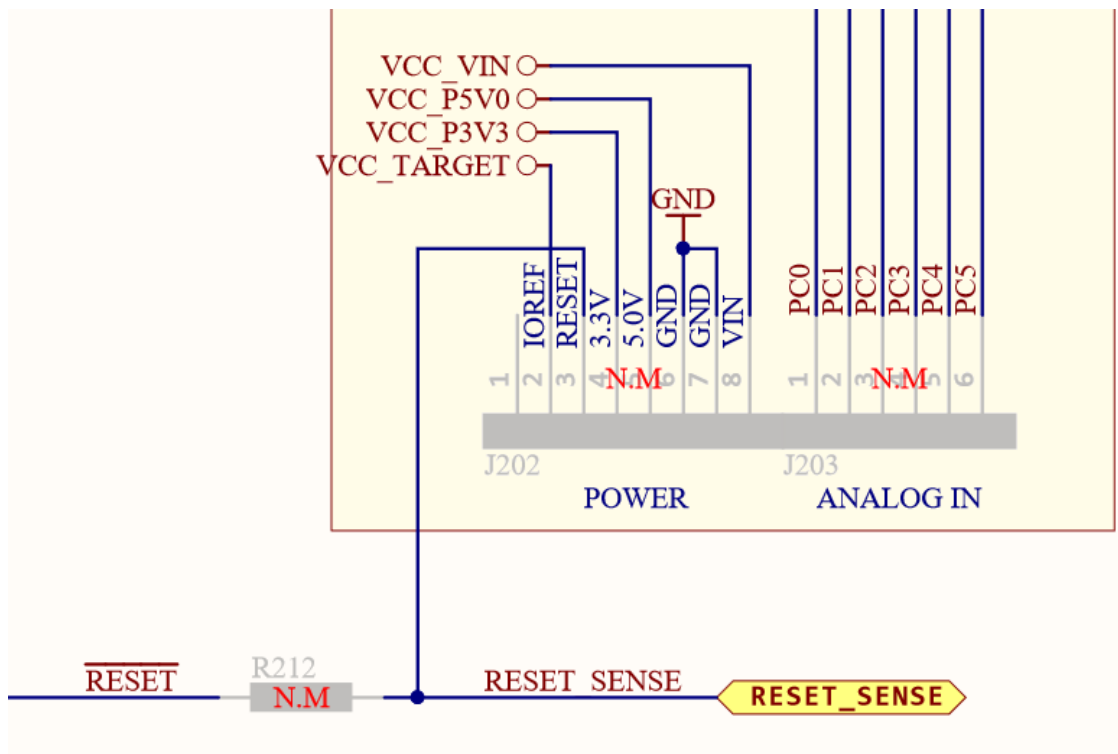 VCC_VIN
VCC_P5V0
VCC_P3V3
VCC_TARGET
GND
IOREF
RESET
3.3V
5.0V
GND
GND
VIN
PC0
PC1
PC2
PC3
PC4
PC5
1 2 3 4 5 6 7 8
N.M
1 2 3 4 5 6
N.M
J202
J203
POWER
ANALOG IN
RESET
R212
N.M
RESET_SENSE
RESET_SENSE